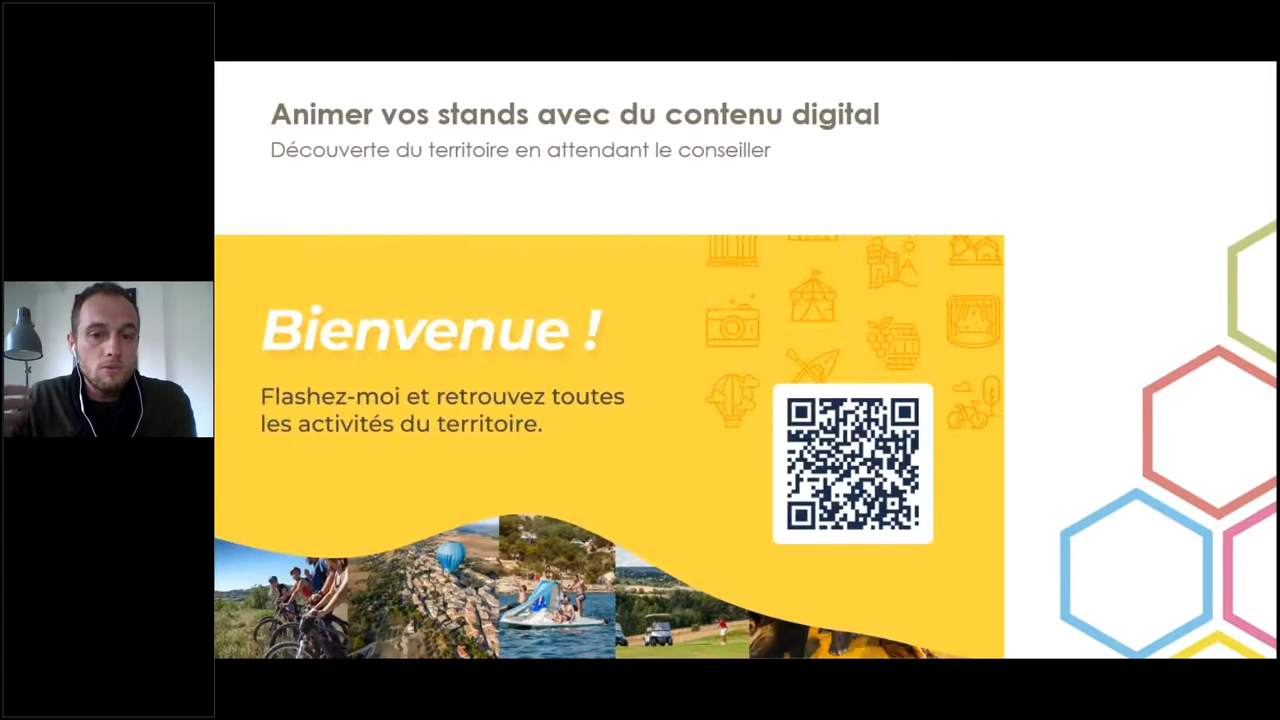 Animer vos stands avec du contenu digital
Découverte du territoire en attendant le conseiller
Bienvenue !
Flashez-moi et retrouvez toutes
les activités du territoire.